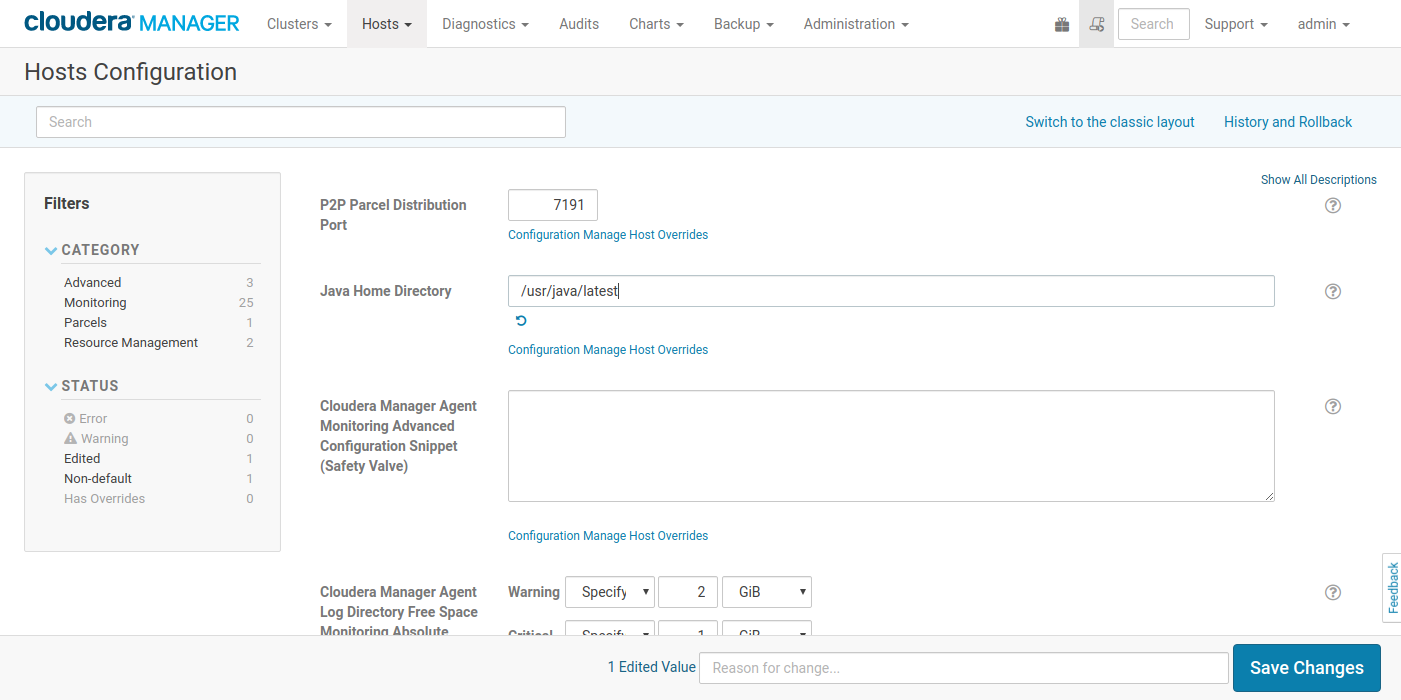 cloudera MANAGER Clusters Hosts Diagnostics Audits Charts Backup Administration Search Support admin
Hosts Configuration
Search Switch to the classic layout History and Rollback
Show All Descriptions
Filters
CATEGORY
Advanced 3
Monitoring 25
Parcels 1
Resource Management 2
STATUS
Error 0
Warning 0
Edited 1
Non-default 1
Has Overrides 0
P2P Parcel Distribution
Port
7191
Configuration Manage Host Overrides
Java Home Directory
/usr/java/latest
Configuration Manage Host Overrides
Cloudera Manager Agent
Monitoring Advanced
Configuration Snippet
(Safety Valve)
Configuration Manage Host Overrides
Cloudera Manager Agent
Log Directory Free Space
Monitoring Absolute
Warning Specify 2 GiB
Critical Specify 1 GiB
Feedback
1 Edited Value Reason for change... Save Changes